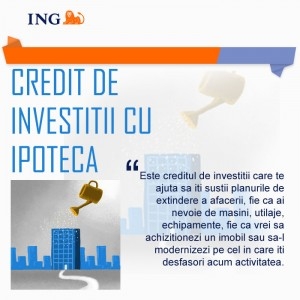 ING
CREDIT DE
INVESTITII CU
IPOTECA
“
Este creditul de investitii care te
ajuta sa iti sustii planurile de
extindere a afacerii, fie ca ai
nevoie de masini, utilaje,
echipamente, fie ca vrei sa
achizitionezi un imobil sau sa-l
modernizezi pe cel in care iti
desfasori acum activitatea.